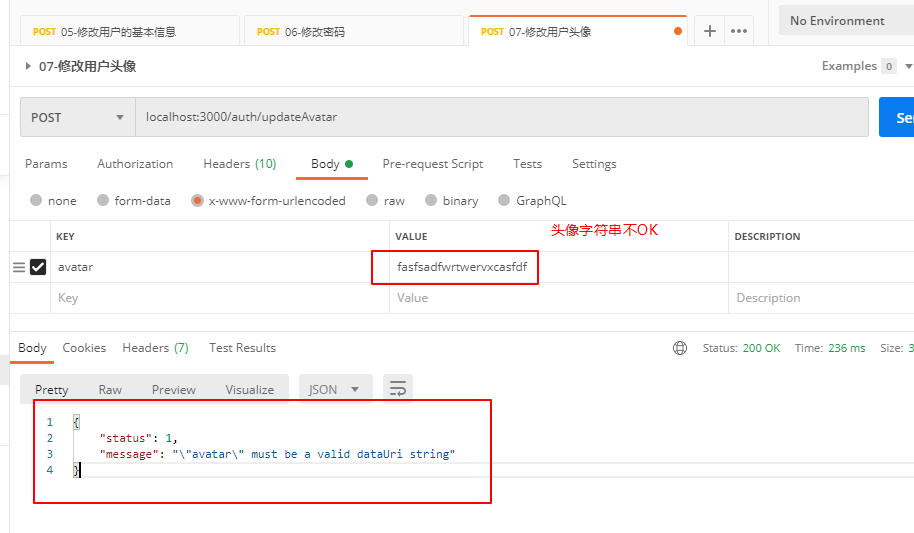 POST 05-修改用户的基本信息 POST 06-修改密码 POST 07-修改用户头像 No Environment
07-修改用户头像 Examples 0
POST localhost:3000/auth/updateAvatar Se
Params Authorization Headers (10) Body Pre-request Script Tests Settings
none form-data x-www-form-urlencoded raw binary GraphQL
头像字符串不OK
KEY VALUE DESCRIPTION
avatar fasfsadfwrtwervxcasfdf
Key Value Description
Body Cookies Headers (7) Test Results Status: 200 OK Time: 236 ms Size: 3
Pretty Raw Preview Visualize JSON
1 {
2 "status": 1,
3 "message": "\"avatar\" must be a valid dataUri string"
4 }